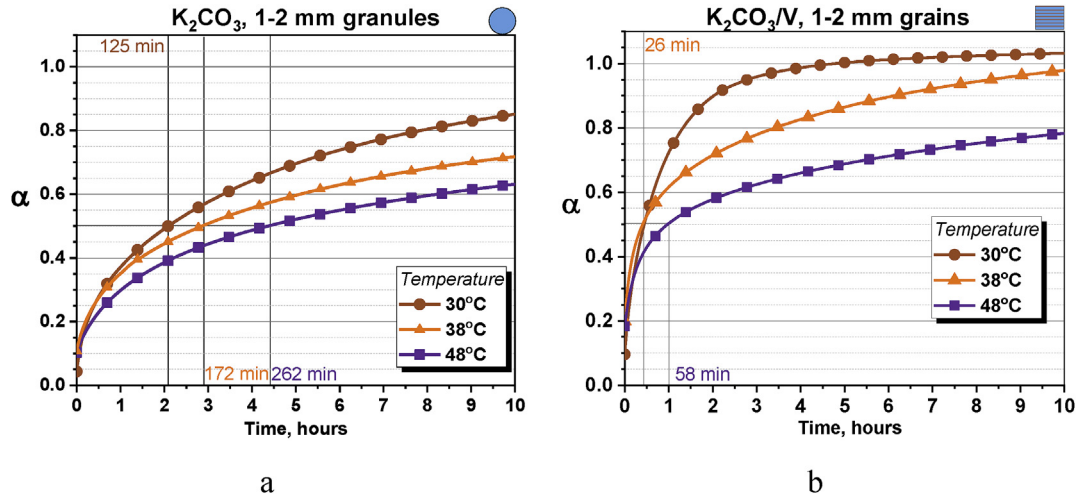 K₂CO₃, 1-2 mm granules
125 min
1.0
0.8
0.6
0.4
0.2
0.0
α
Temperature
30°C
38°C
48°C
172 min
262 min
0 1 2 3 4 5 6 7 8 9 10
Time, hours
a
K₂CO₃/V, 1-2 mm grains
26 min
1.0
0.8
0.6
0.4
0.2
0.0
α
Temperature
30°C
38°C
48°C
58 min
0 1 2 3 4 5 6 7 8 9 10
Time, hours
b